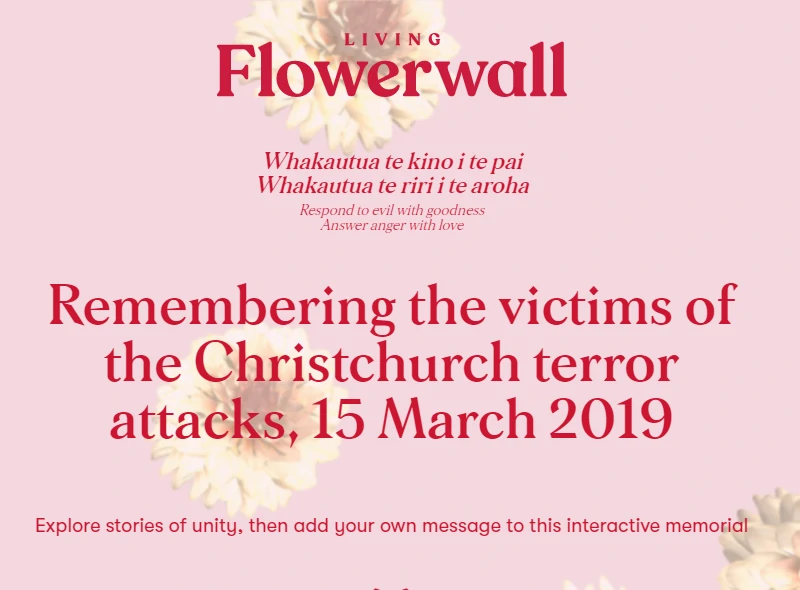 LIVING
Flowerwall
Whakautua te kino i te pai
Whakautua te riri i te aroha
Respond to evil with goodness
Answer anger with love
Remembering the victims of
the Christchurch terror
attacks, 15 March 2019
Explore stories of unity, then add your own message to this interactive memorial